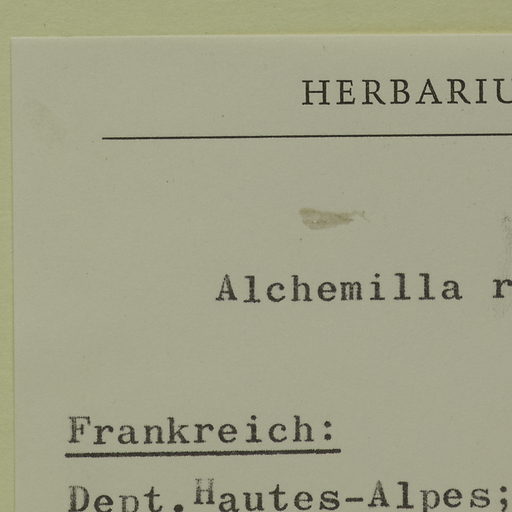 HERBARIU
Alchemilla r
Frankreich:
Dept.Hautes-Alpes;